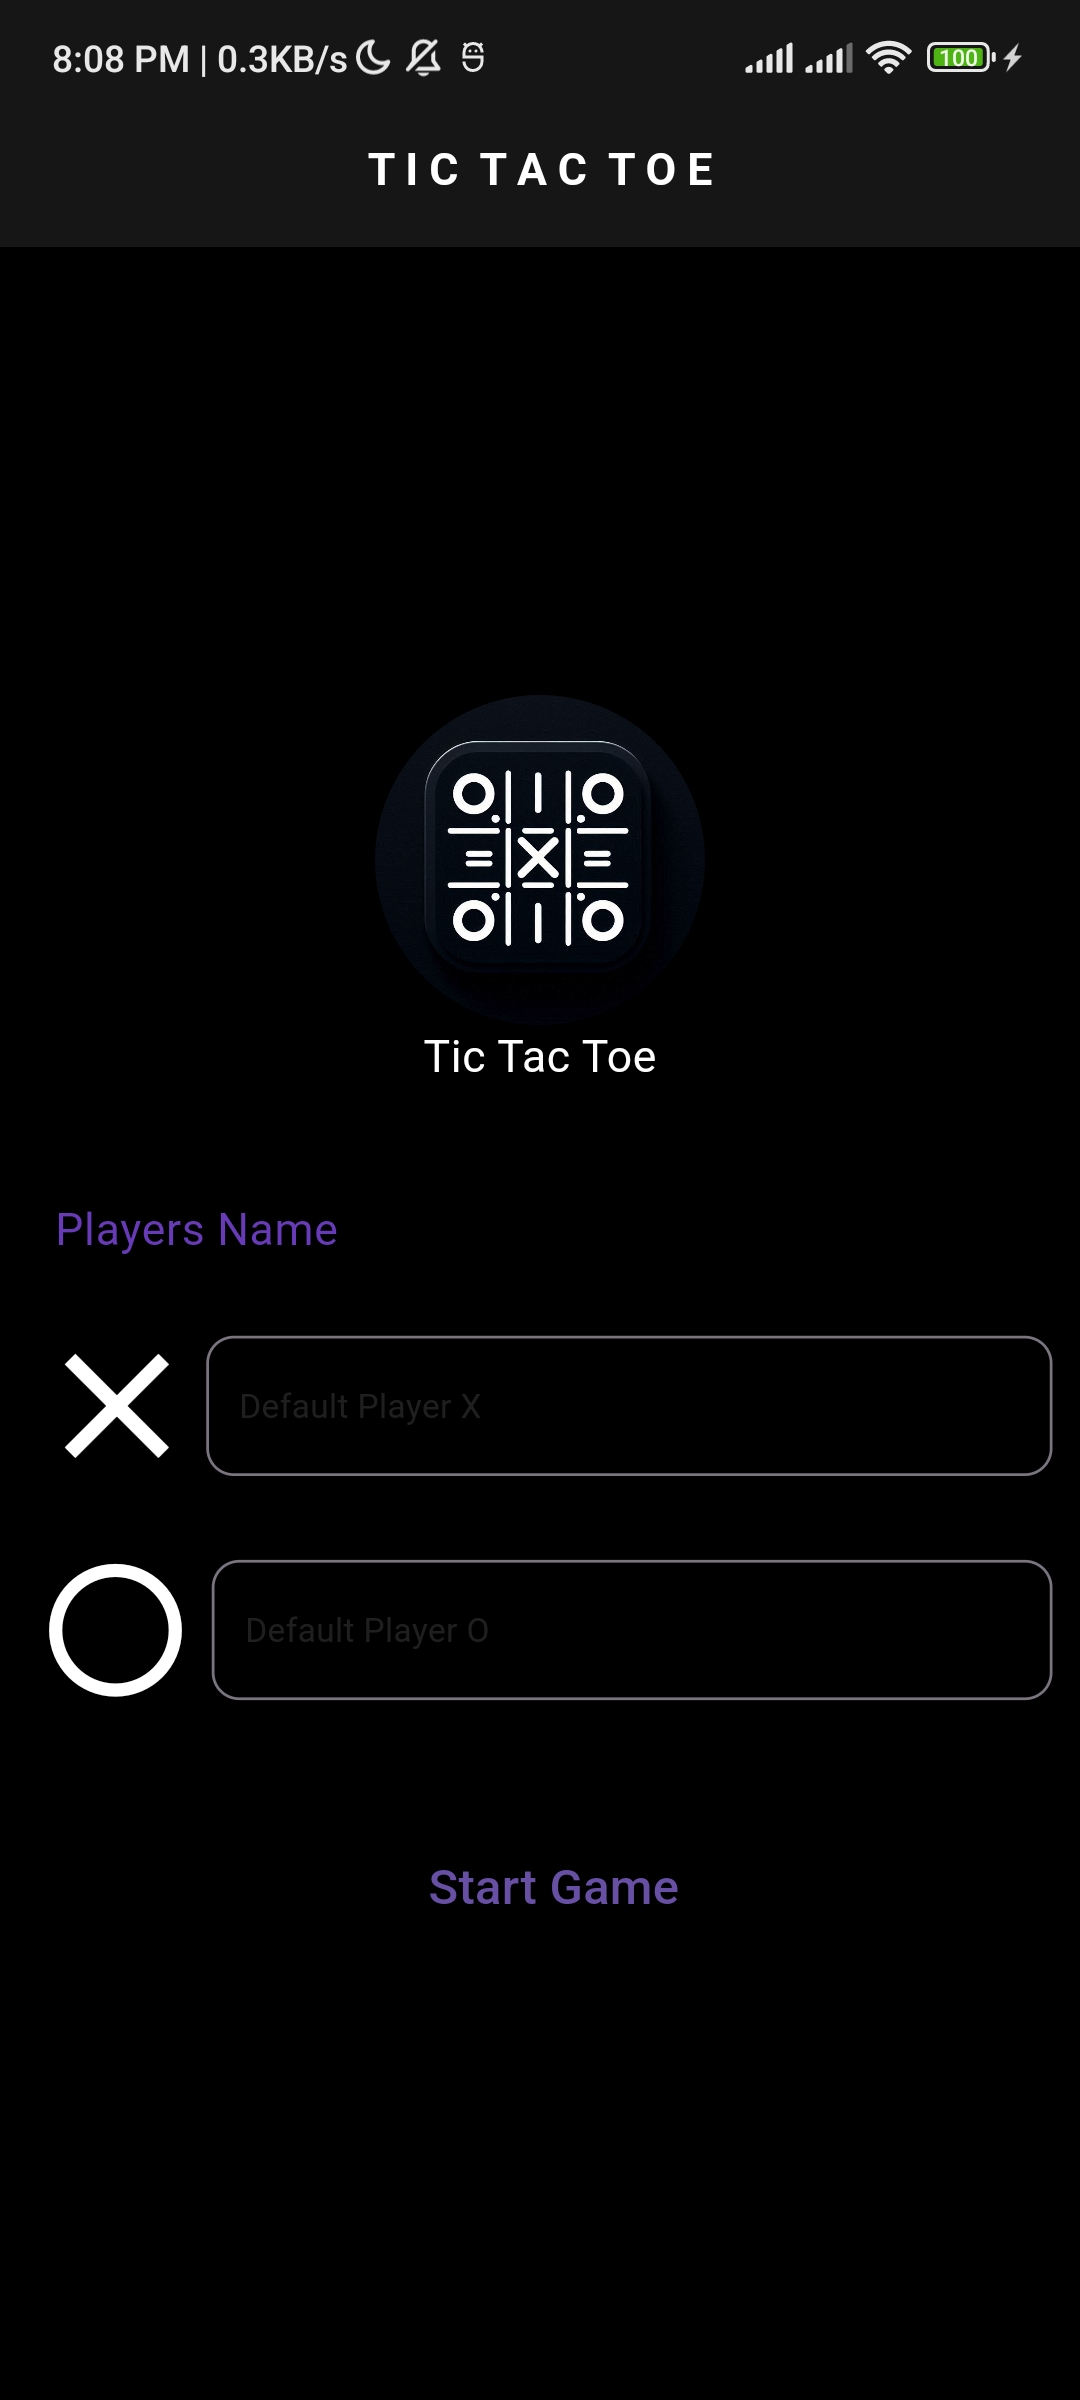 8:08 PM | 0.3KB/s 100
TIC TAC TOE
Tic Tac Toe
Players Name
Default Player X
Default Player O
Start Game